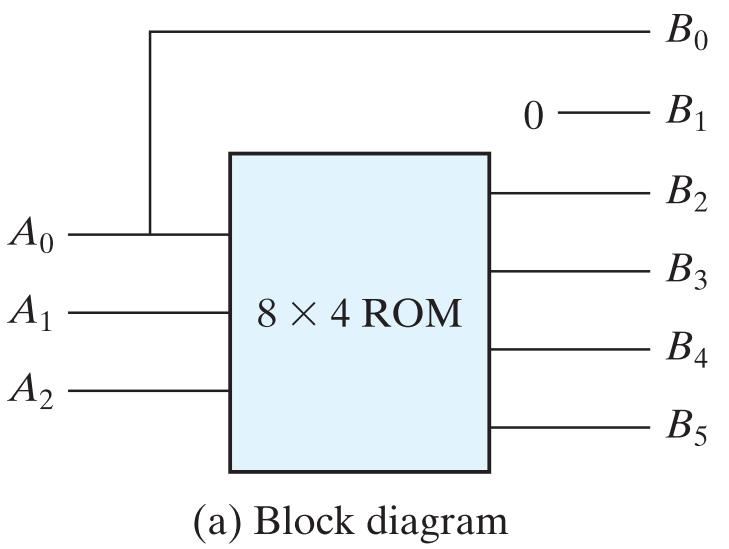 B₀
0 B₁
B₂
A₀
B₃
A₁
8 × 4 ROM
B₄
A₂
B₅
(a) Block diagram